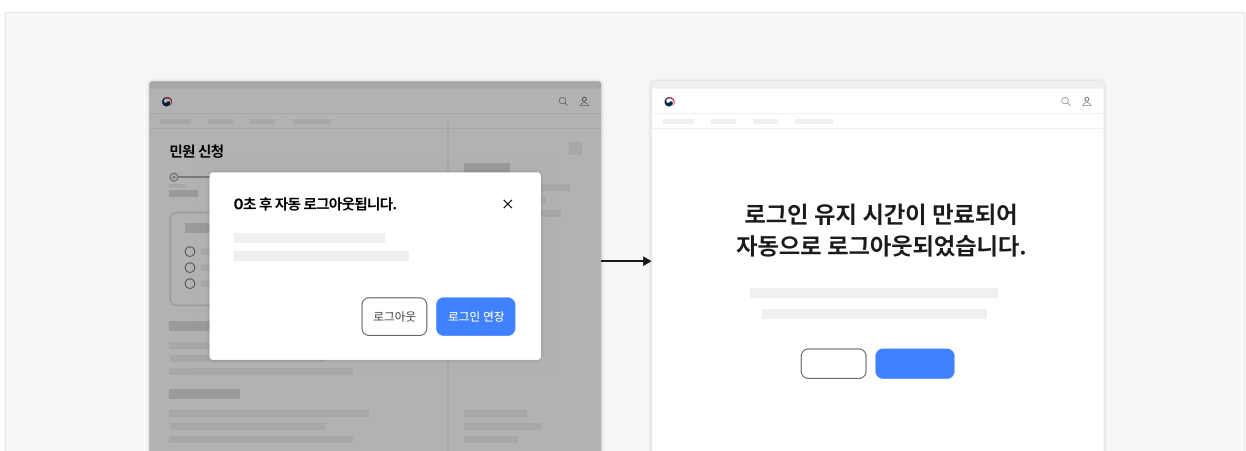 민원 신청
0초 후 자동 로그아웃됩니다.
로그아웃
로그인 연장
로그인 유지 시간이 만료되어
자동으로 로그아웃되었습니다.